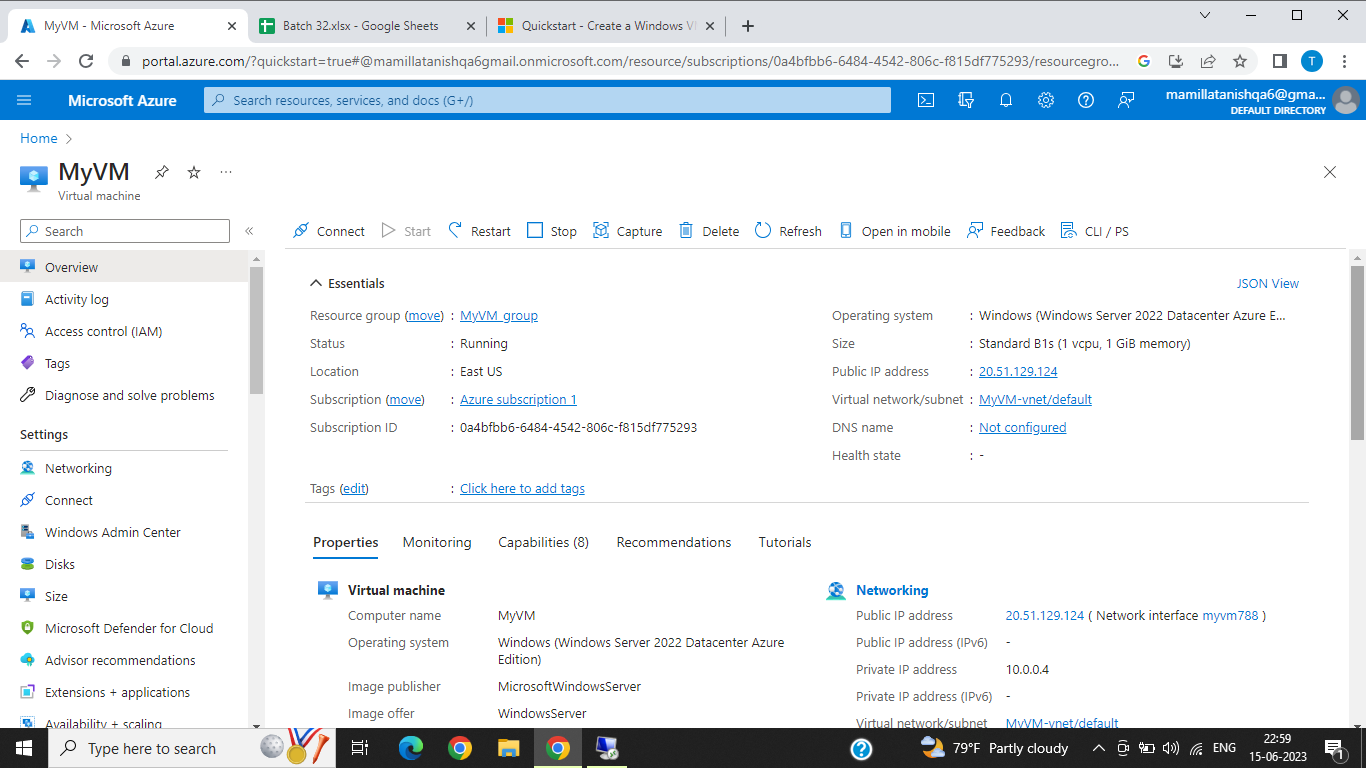 MyVM - Microsoft Azure
Batch 32.xlsx - Google Sheets
Quickstart - Create a Windows VM
portal.azure.com/?quickstart=true#@mamillatanishqa6gmail.onmicrosoft.com/resource/subscriptions/0a4bfbb6-6484-4542-806c-f815df775293/resourcegro...
T
Microsoft Azure
Search resources, services, and docs (G+/)
mamillatanishqa6@gma...
DEFAULT DIRECTORY
Home
MyVM
Virtual machine
Search
Connect Start Restart Stop Capture Delete Refresh Open in mobile Feedback CLI / PS
Overview
Activity log
Access control (IAM)
Tags
Diagnose and solve problems
Settings
Networking
Connect
Windows Admin Center
Disks
Size
Microsoft Defender for Cloud
Advisor recommendations
Extensions + applications
Availability + scaling
Essentials
JSON View
Resource group (move) : MyVM_group
Status : Running
Location : East US
Subscription (move) : Azure subscription 1
Subscription ID : 0a4bfbb6-6484-4542-806c-f815df775293
Operating system : Windows (Windows Server 2022 Datacenter Azure E...
Size : Standard B1s (1 vcpu, 1 GiB memory)
Public IP address : 20.51.129.124
Virtual network/subnet : MyVM-vnet/default
DNS name : Not configured
Health state : -
Tags (edit) : Click here to add tags
Properties Monitoring Capabilities (8) Recommendations Tutorials
Virtual machine
Computer name MyVM
Operating system Windows (Windows Server 2022 Datacenter Azure
Edition)
Image publisher MicrosoftWindowsServer
Image offer WindowsServer
Networking
Public IP address 20.51.129.124 ( Network interface myvm788 )
Public IP address (IPv6) -
Private IP address 10.0.0.4
Private IP address (IPv6) -
Virtual network/subnet MyVM-vnet/default
Type here to search
79°F Partly cloudy
ENG
22:59
15-06-2023
1